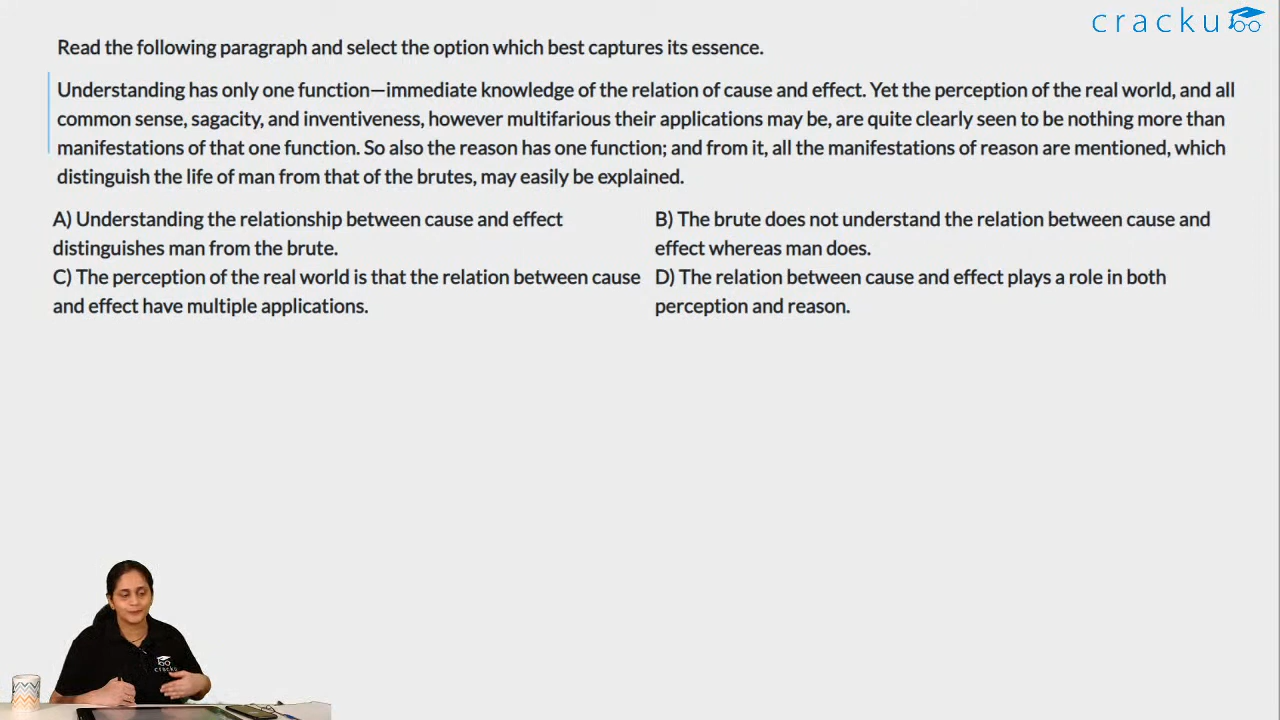 cracku
Read the following paragraph and select the option which best captures its essence.
Understanding has only one function—immediate knowledge of the relation of cause and effect. Yet the perception of the real world, and all
common sense, sagacity, and inventiveness, however multifarious their applications may be, are quite clearly seen to be nothing more than
manifestations of that one function. So also the reason has one function; and from it, all the manifestations of reason are mentioned, which
distinguish the life of man from that of the brutes, may easily be explained.
A) Understanding the relationship between cause and effect
distinguishes man from the brute.
B) The brute does not understand the relation between cause and
effect whereas man does.
C) The perception of the real world is that the relation between cause
and effect have multiple applications.
D) The relation between cause and effect plays a role in both
perception and reason.
cracku